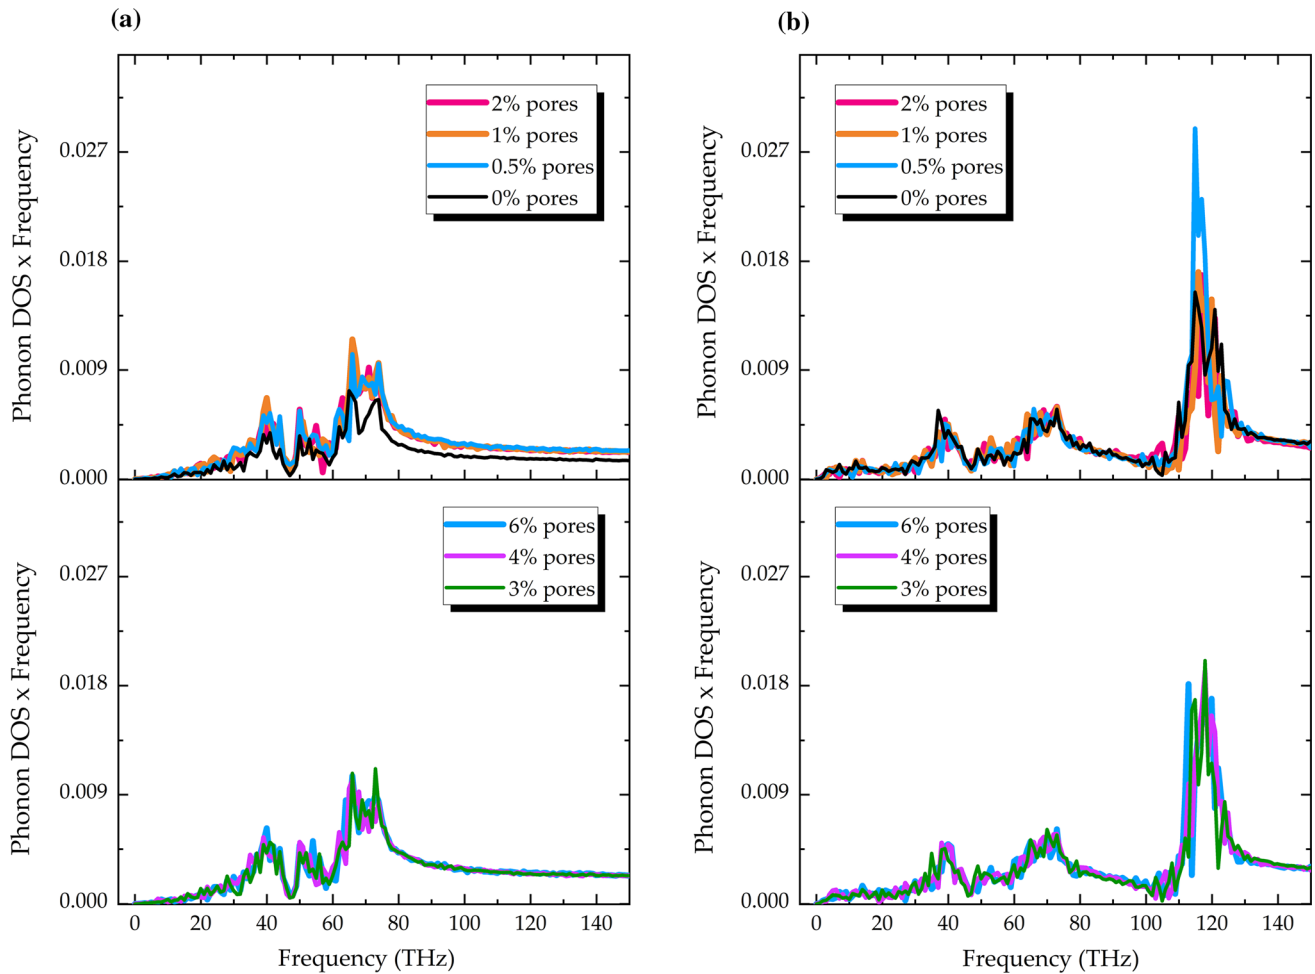 (a)
(b)
2% pores
1% pores
0.5% pores
0% pores
2% pores
1% pores
0.5% pores
0% pores
Phonon DOS x Frequency
0.027
0.018
0.009
0.000
Phonon DOS x Frequency
0.027
0.018
0.009
0.000
6% pores
4% pores
3% pores
6% pores
4% pores
3% pores
Phonon DOS x Frequency
0.027
0.018
0.009
0.000
Phonon DOS x Frequency
0.027
0.018
0.009
0.000
0 20 40 60 80 100 120 140
0 20 40 60 80 100 120 140
Frequency (THz)
Frequency (THz)